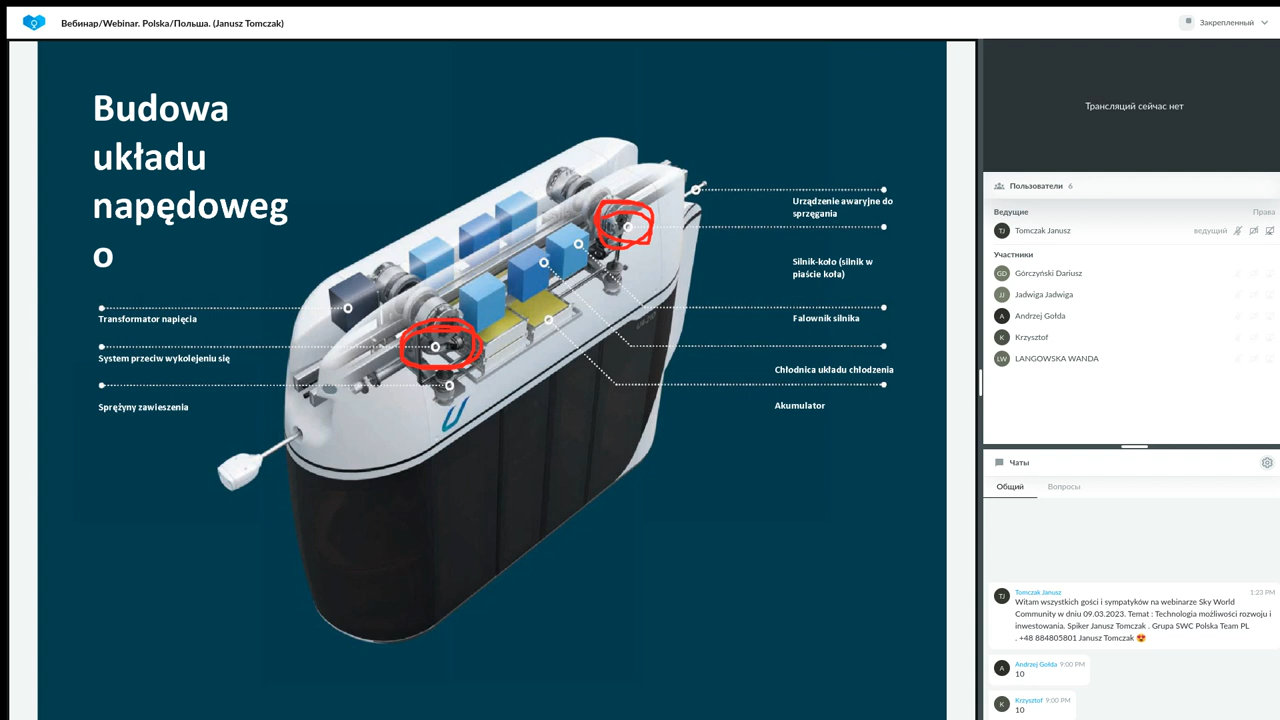 Вебинар/Webinar. Polska/Польша. (Janusz Tomczak)
Закрепленный
Budowa
układu
napędoweg
o
Transformator napięcia
System przeciw wykolejeniu się
Sprężyny zawieszenia
Urządzenie awaryjne do
sprzęgania
Silnik-koło (silnik w
piaście koła)
Falownik silnika
Chłodnica układu chłodzenia
Akumulator
Трансляций сейчас нет
Пользователи 6
Ведущие Права
TJ Tomczak Janusz ведущий
Участники
GD Górczyński Dariusz
JJ Jadwiga Jadwiga
A Andrzej Gołda
K Krzysztof
LW LANGOWSKA WANDA
Чаты
Общий Вопросы
TJ Tomczak Janusz 1:23 PM
Witam wszystkich gości i sympatyków na webinarze Sky World
Community w dniu 09.03.2023. Temat : Technologia możliwości rozwoju i
inwestowania. Spiker Janusz Tomczak . Grupa SWC Polska Team PL
. +48 884805801 Janusz Tomczak 😍
A Andrzej Gołda 9:00 PM
10
K Krzysztof 9:00 PM
10